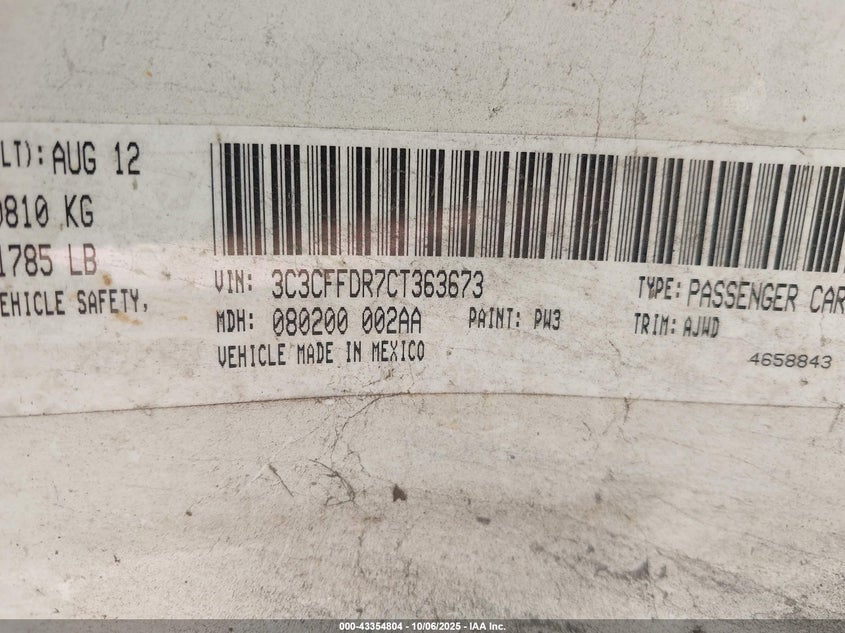 LT): AUG 12
0810 KG
1785 LB
EHICLE SAFETY,
VIN: 3C3CFFDR7CT363673
TYPE: PASSENGER CAR
MDH: 080200 002AA
PAINT: PW3
TRIM: AJWD
VEHICLE MADE IN MEXICO
4658843
000-43354804 - 10/06/2025 - IAA Inc.